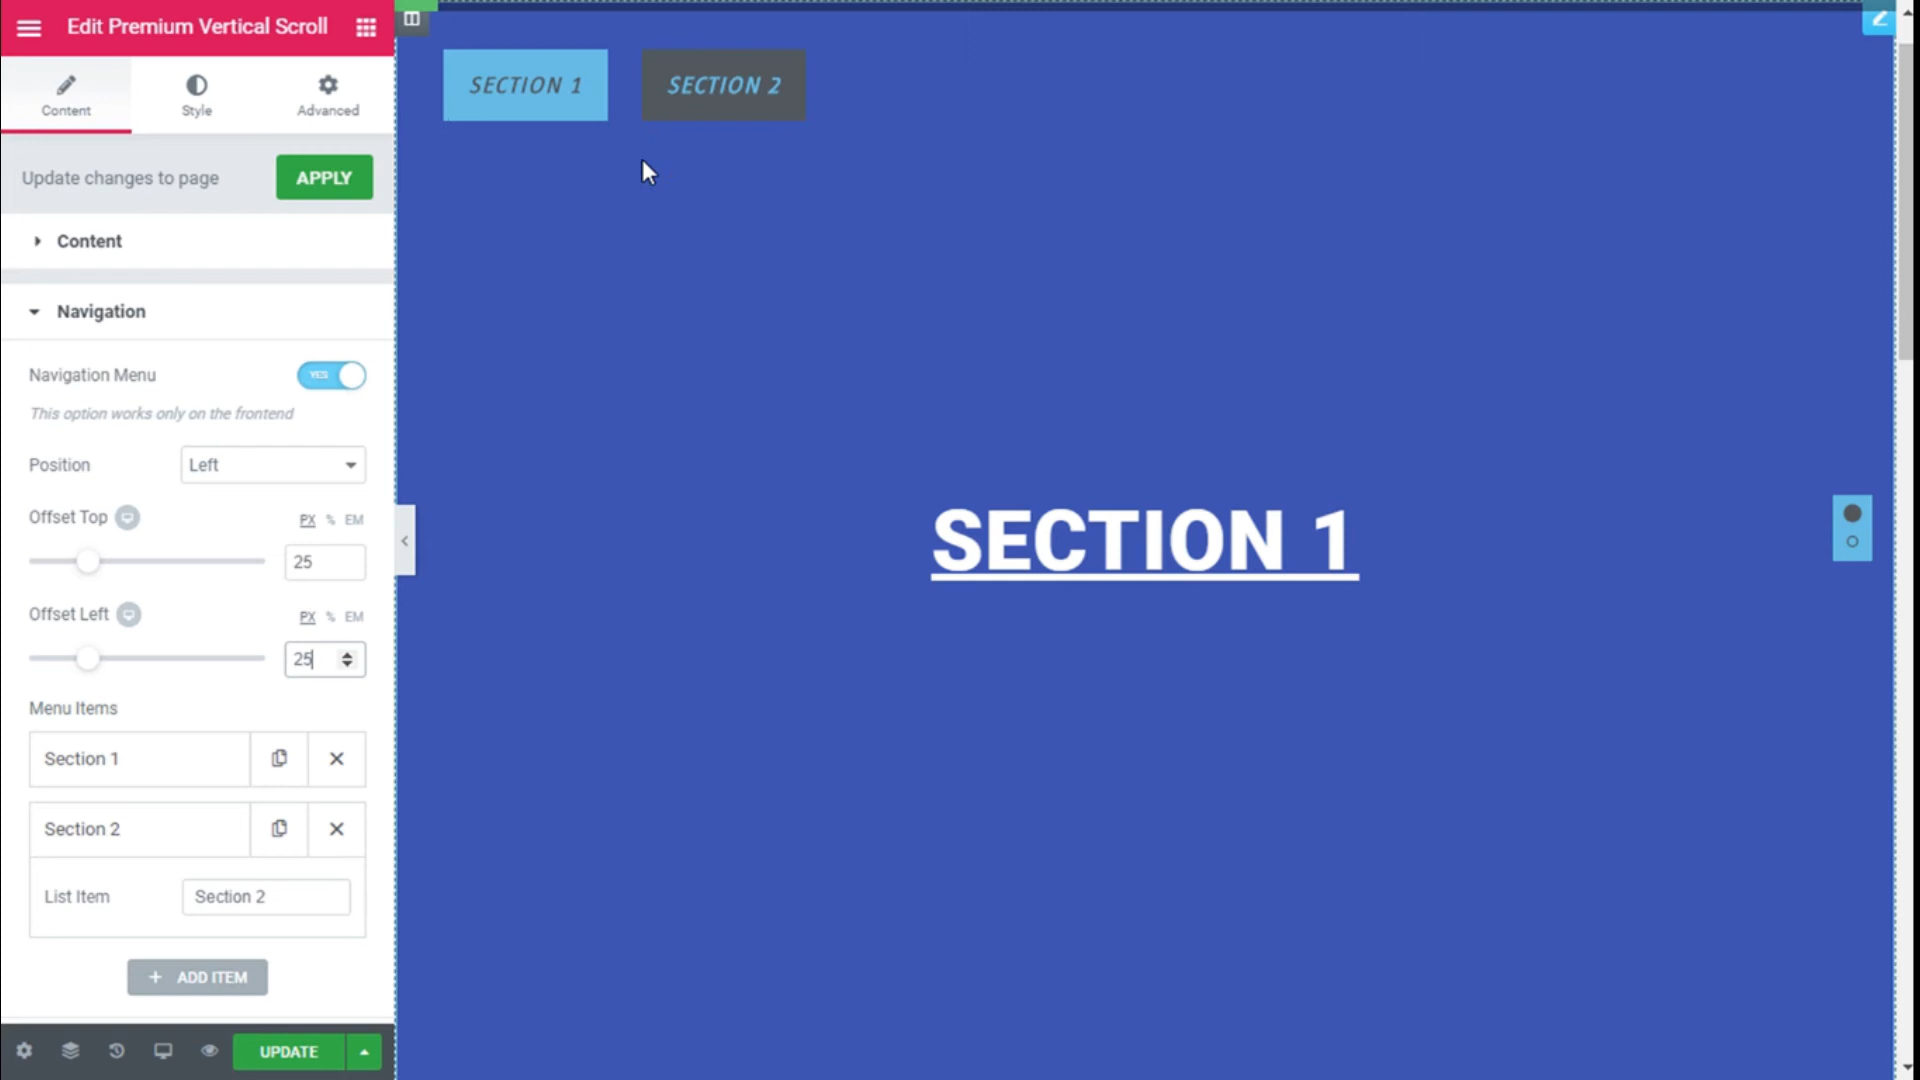 Edit Premium Vertical Scroll
Content
Style
Advanced
Update changes to page
APPLY
Content
Navigation
Navigation Menu
YES
This option works only on the frontend
Position
Left
Offset Top
PX % EM
25
Offset Left
PX % EM
25
Menu Items
Section 1
Section 2
List Item
Section 2
+ ADD ITEM
UPDATE
SECTION 1
SECTION 2
SECTION 1